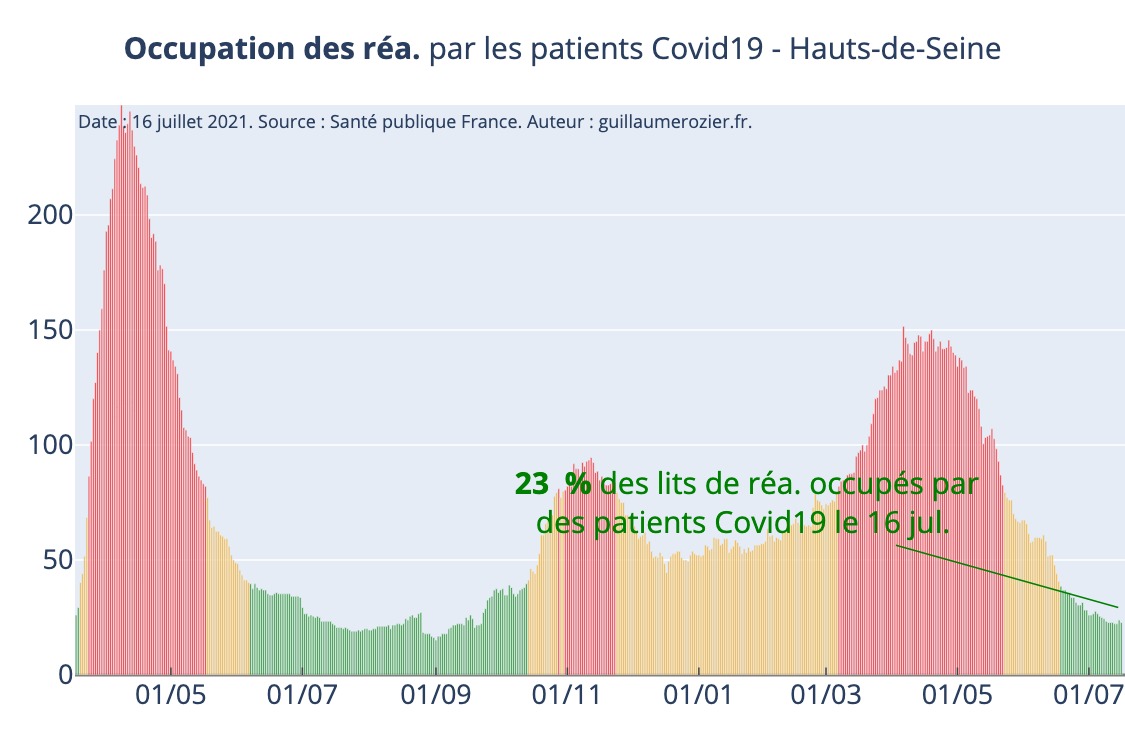 Occupation des réa. par les patients Covid19 - Hauts-de-Seine
Date : 16 juillet 2021. Source : Santé publique France. Auteur : guillaumerozier.fr.
200
150
100
50
0
23 % des lits de réa. occupés par
des patients Covid19 le 16 jul.
01/05 01/07 01/09 01/11 01/01 01/03 01/05 01/07